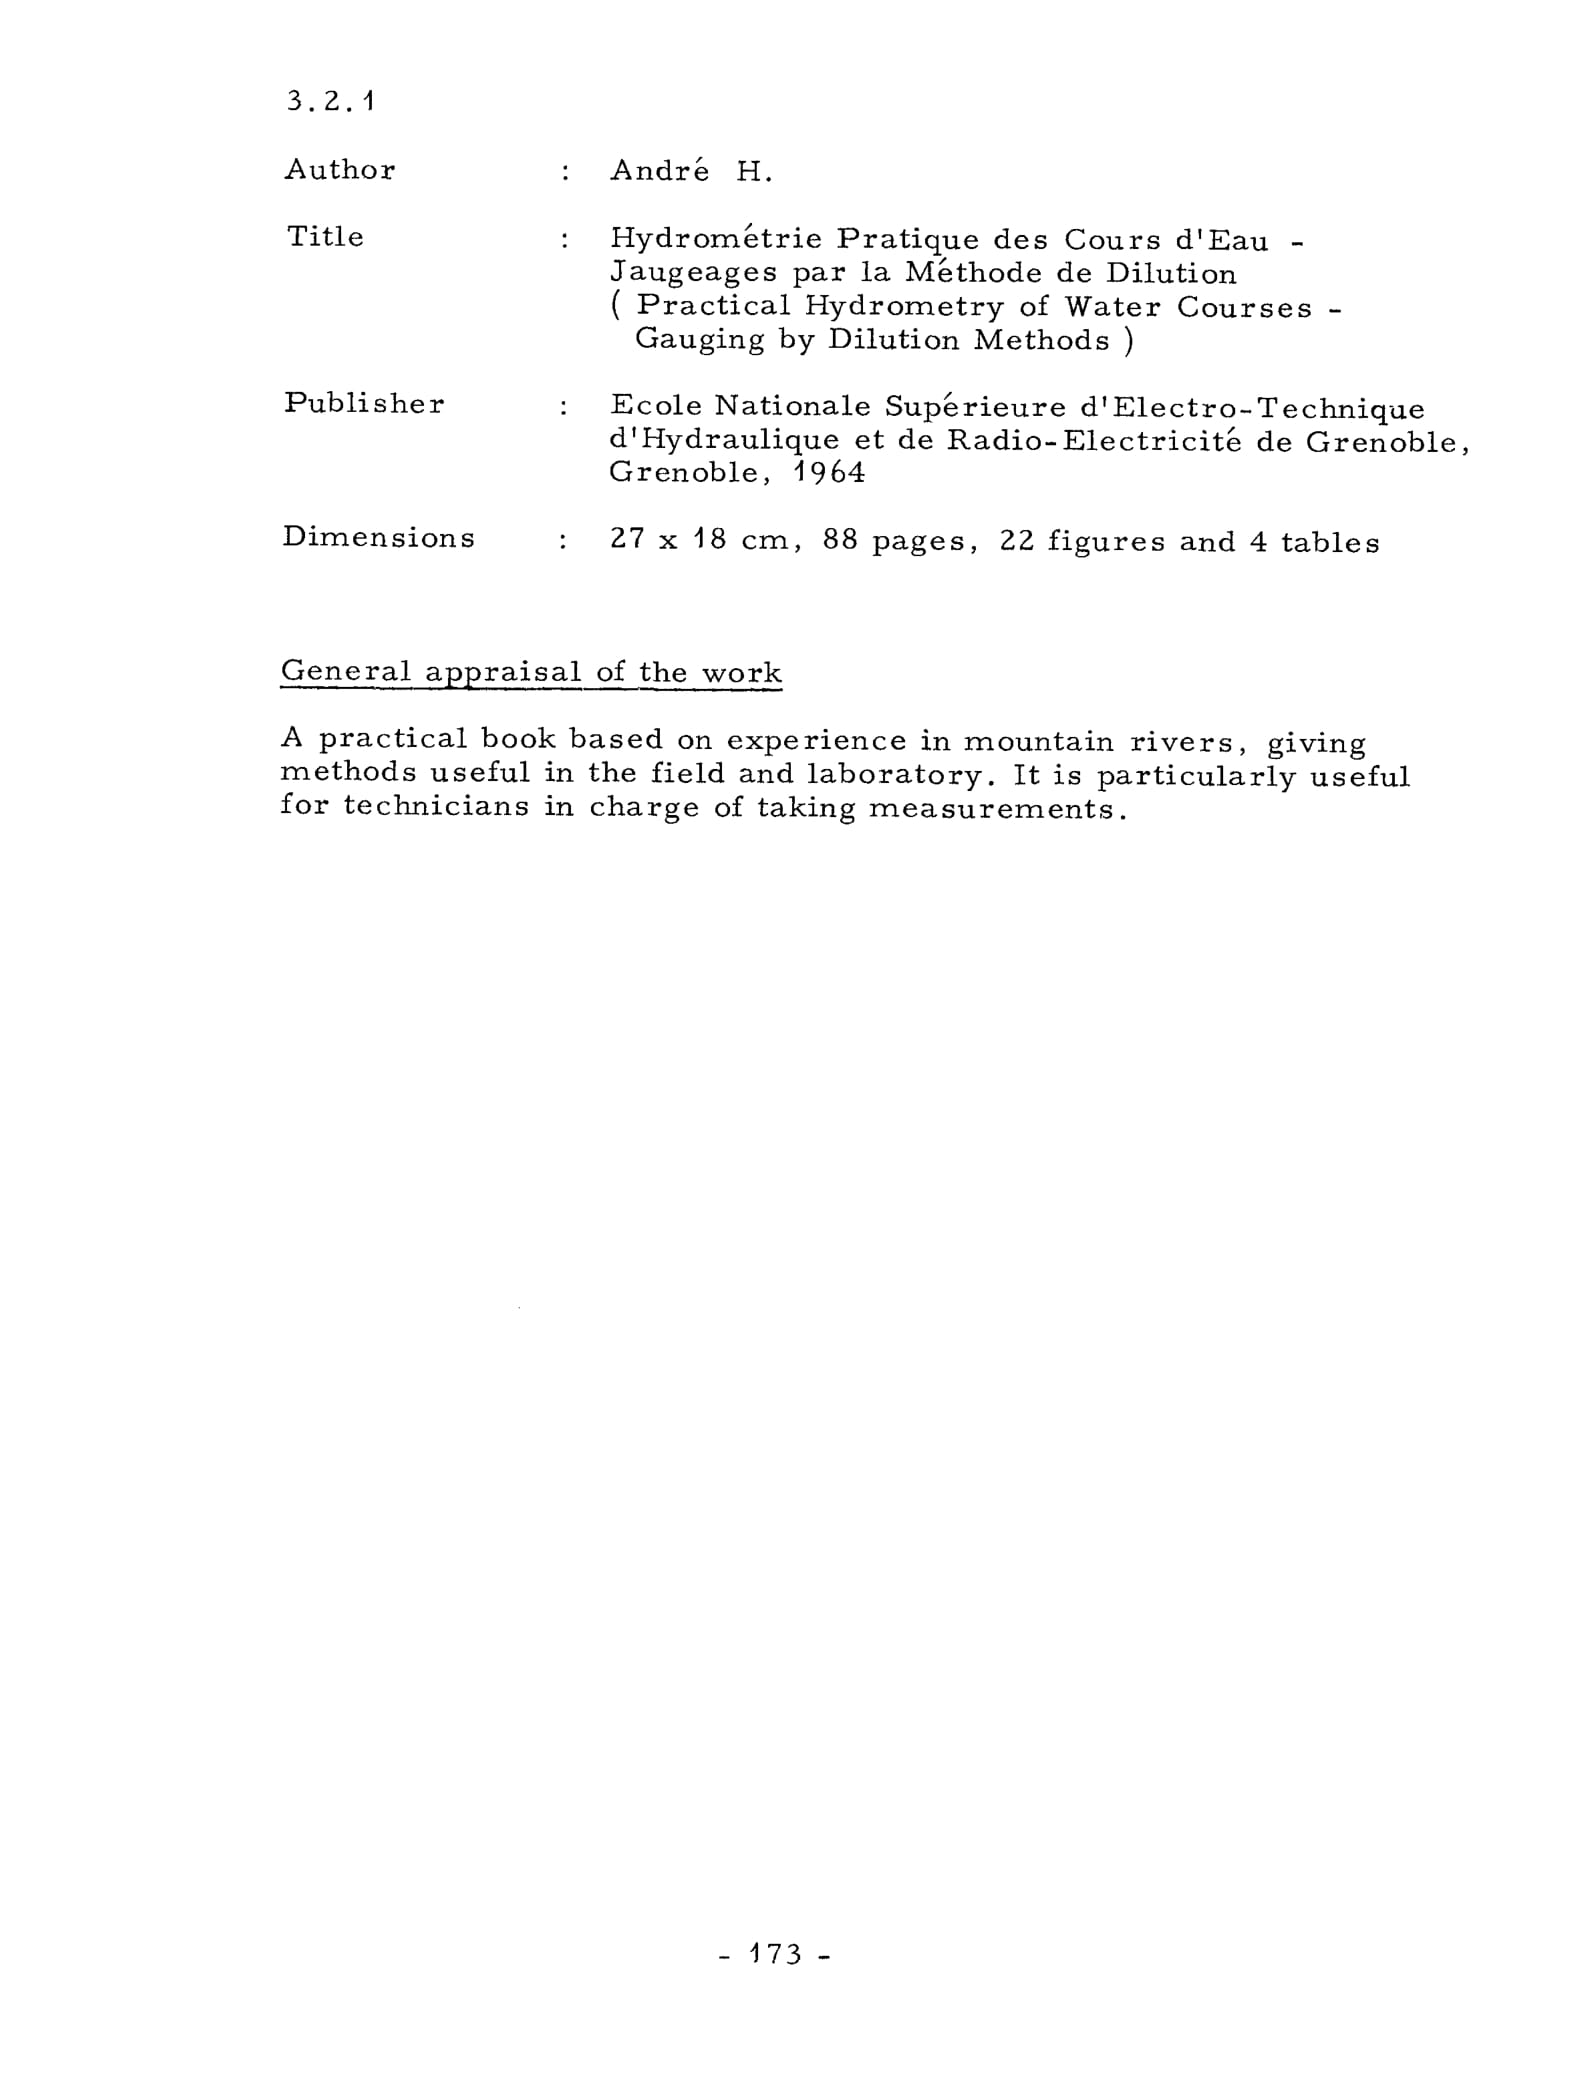 3.2.1
Author : André H.
Title : Hydrométrie Pratique des Cours d'Eau -
Jaugeages par la Méthode de Dilution
( Practical Hydrometry of Water Courses -
Gauging by Dilution Methods )
Publisher : Ecole Nationale Supérieure d'Electro-Technique
d'Hydraulique et de Radio-Electricité de Grenoble,
Grenoble, 1964
Dimensions : 27 x 18 cm, 88 pages, 22 figures and 4 tables
General appraisal of the work
A practical book based on experience in mountain rivers, giving
methods useful in the field and laboratory. It is particularly useful
for technicians in charge of taking measurements.
- 173 -